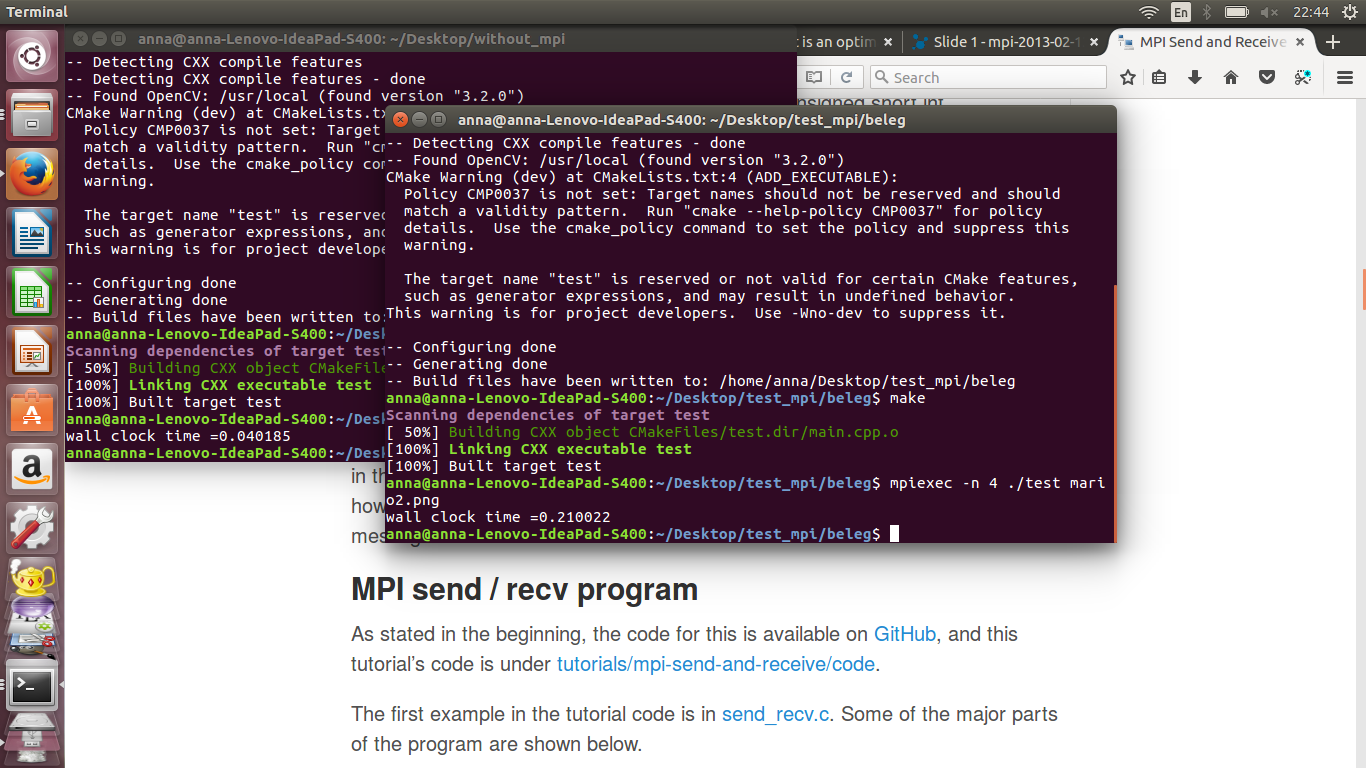 Terminal
En
22:44
anna@anna-Lenovo-IdeaPad-S400: ~/Desktop/without_mpi
t is an optim
Slide 1 - mpi-2013-02-1
MPI Send and Receive
Search
-- Detecting CXX compile features
-- Detecting CXX compile features - done
-- Found OpenCV: /usr/local (found version "3.2.0")
CMake Warning (dev) at CMakeLists.tx
Policy CMP0037 is not set: Target
match a validity pattern. Run "cm
details. Use the cmake_policy com
warning.
The target name "test" is reserve
such as generator expressions, an
This warning is for project develope
-- Configuring done
-- Generating done
-- Build files have been written to:
anna@anna-Lenovo-IdeaPad-S400:~/Desk
Scanning dependencies of target test
[ 50%] Building CXX object CMakeFile
[100%] Linking CXX executable test
[100%] Built target test
anna@anna-Lenovo-IdeaPad-S400:~/Desk
wall clock time =0.040185
anna@anna-Lenovo-IdeaPad-S400:~/Desk
anna@anna-Lenovo-IdeaPad-S400: ~/Desktop/test_mpi/beleg
-- Detecting CXX compile features - done
-- Found OpenCV: /usr/local (found version "3.2.0")
CMake Warning (dev) at CMakeLists.txt:4 (ADD_EXECUTABLE):
Policy CMP0037 is not set: Target names should not be reserved and should
match a validity pattern. Run "cmake --help-policy CMP0037" for policy
details. Use the cmake_policy command to set the policy and suppress this
warning.
The target name "test" is reserved or not valid for certain CMake features,
such as generator expressions, and may result in undefined behavior.
This warning is for project developers. Use -Wno-dev to suppress it.
-- Configuring done
-- Generating done
-- Build files have been written to: /home/anna/Desktop/test_mpi/beleg
anna@anna-Lenovo-IdeaPad-S400:~/Desktop/test_mpi/beleg$ make
Scanning dependencies of target test
[ 50%] Building CXX object CMakeFiles/test.dir/main.cpp.o
[100%] Linking CXX executable test
[100%] Built target test
anna@anna-Lenovo-IdeaPad-S400:~/Desktop/test_mpi/beleg$ mpiexec -n 4 ./test mari
o2.png
wall clock time =0.210022
anna@anna-Lenovo-IdeaPad-S400:~/Desktop/test_mpi/beleg$
in th
how
mes
MPI send / recv program
As stated in the beginning, the code for this is available on GitHub, and this
tutorial's code is under tutorials/mpi-send-and-receive/code.
The first example in the tutorial code is in send_recv.c. Some of the major parts
of the program are shown below.